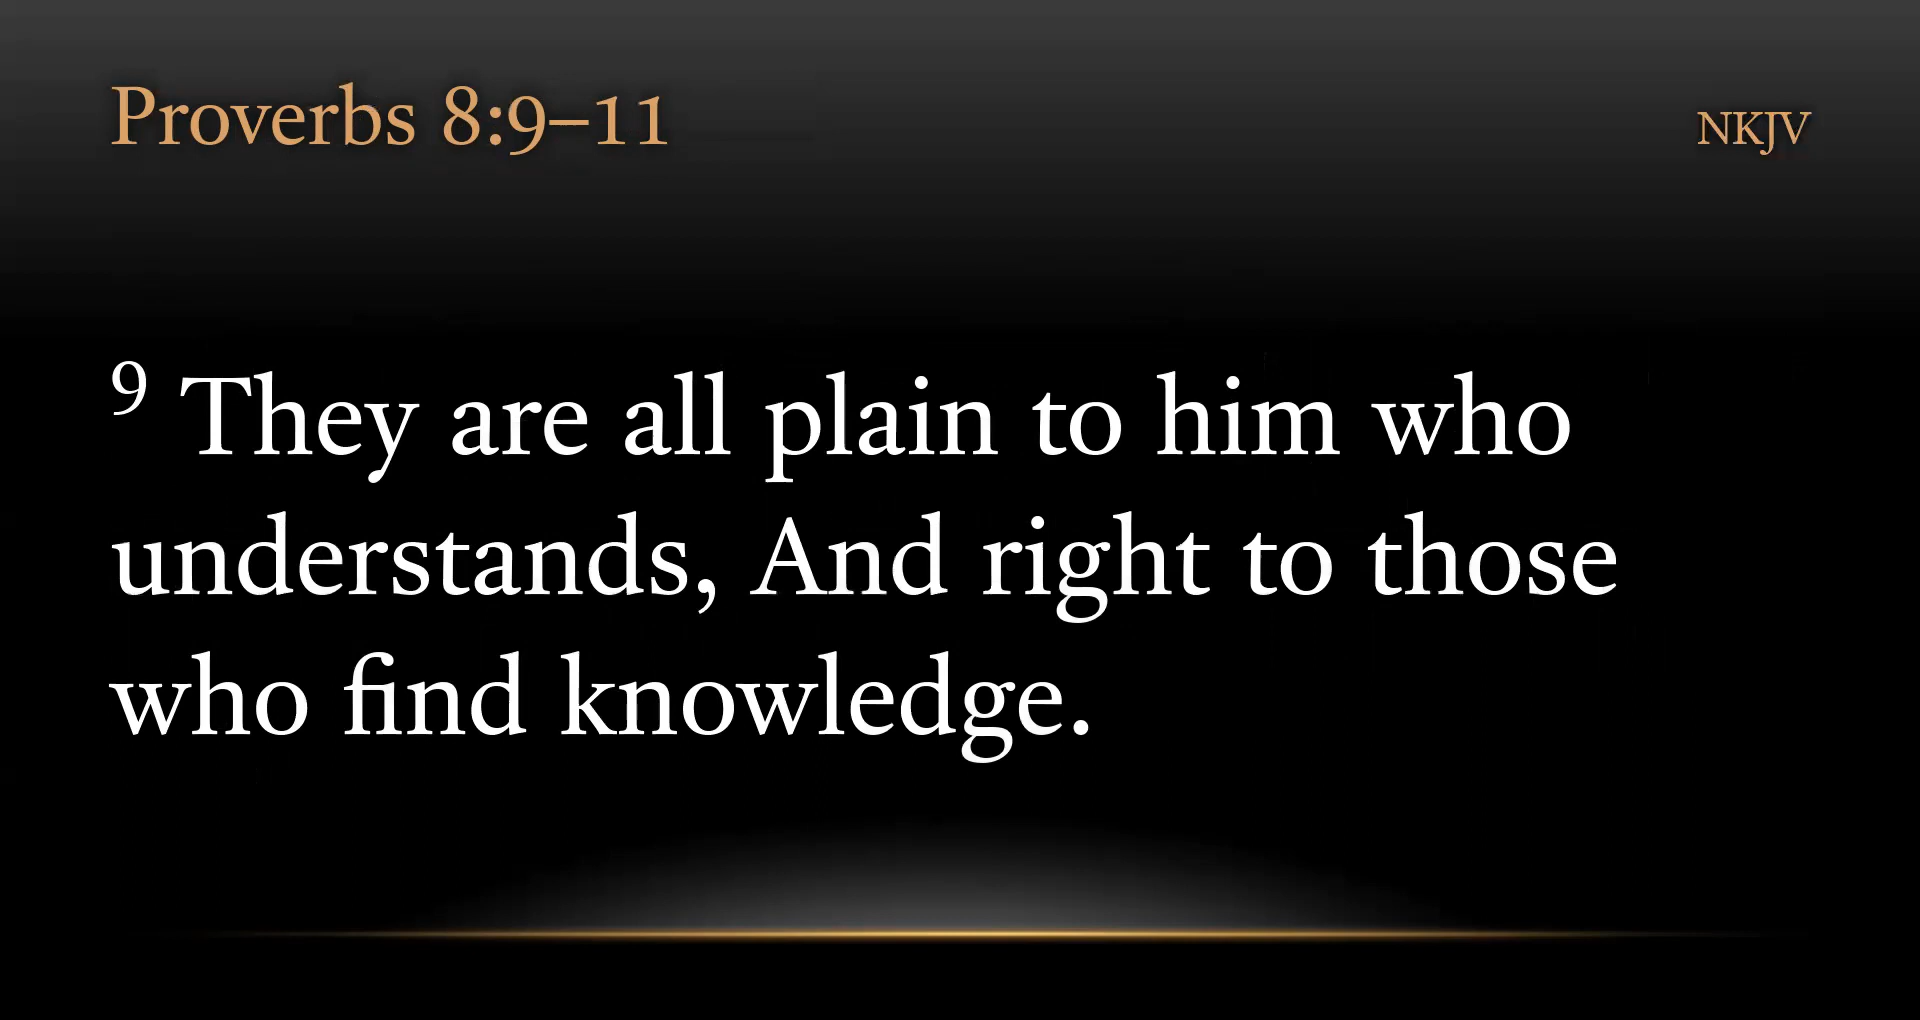 Proverbs 8:9–11
NKJV
9 They are all plain to him who
understands, And right to those
who find knowledge.